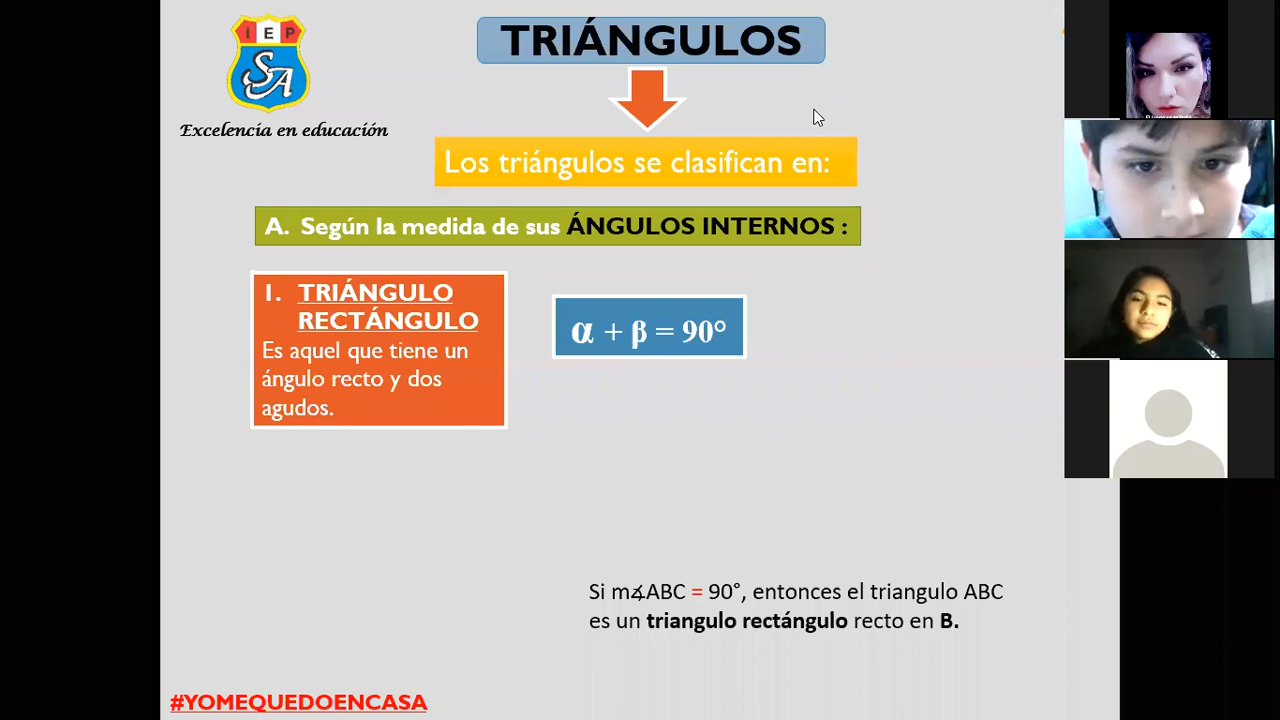 I E P
SA
Excelencia en educación
TRIÁNGULOS
Los triángulos se clasifican en:
A. Según la medida de sus ÁNGULOS INTERNOS :
1. TRIÁNGULO
RECTÁNGULO
Es aquel que tiene un
ángulo recto y dos
agudos.
α + β = 90°
Si m∡ABC = 90°, entonces el triangulo ABC
es un triangulo rectángulo recto en B.
#YOMEQUEDOENCASA